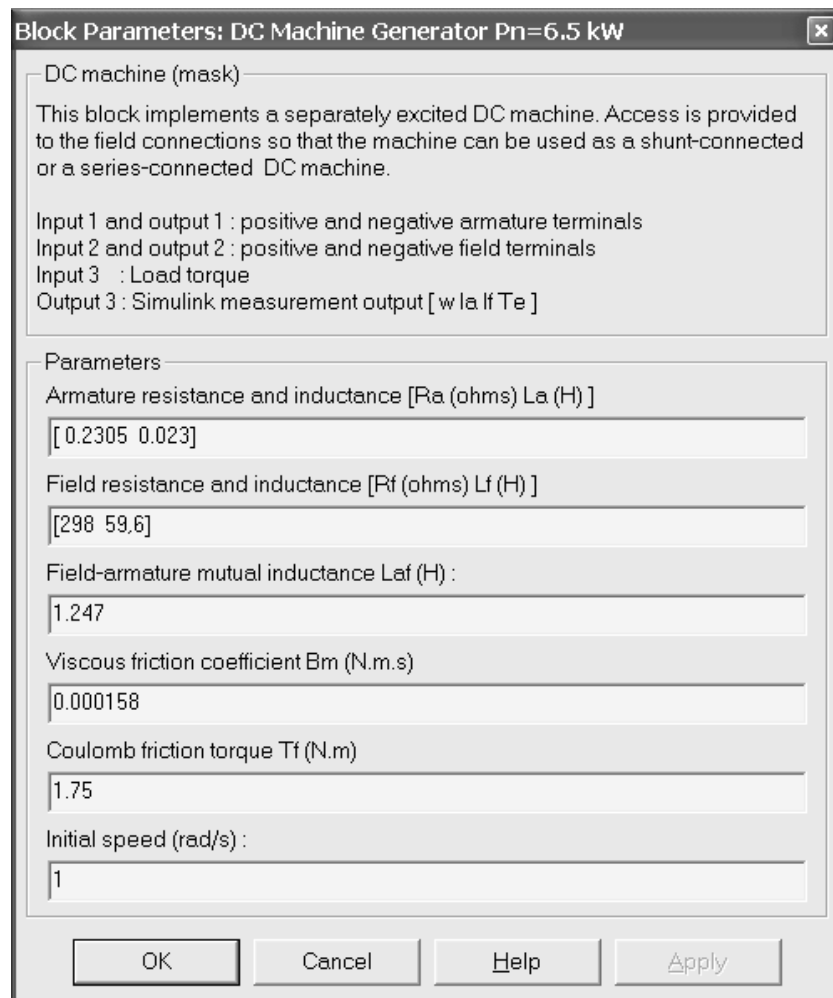 Block Parameters: DC Machine Generator Pn=6.5 kW
DC machine (mask)
This block implements a separately excited DC machine. Access is provided
to the field connections so that the machine can be used as a shunt-connected
or a series-connected DC machine.
Input 1 and output 1 : positive and negative armature terminals
Input 2 and output 2 : positive and negative field terminals
Input 3 : Load torque
Output 3 : Simulink measurement output [ w Ia If Te ]
Parameters
Armature resistance and inductance [Ra (ohms) La (H) ]
[ 0.2305 0.023]
Field resistance and inductance [Rf (ohms) Lf (H) ]
[298 59,6]
Field-armature mutual inductance Laf (H) :
1.247
Viscous friction coefficient Bm (N.m.s)
0.000158
Coulomb friction torque Tf (N.m)
1.75
Initial speed (rad/s) :
1
OK Cancel Help Apply